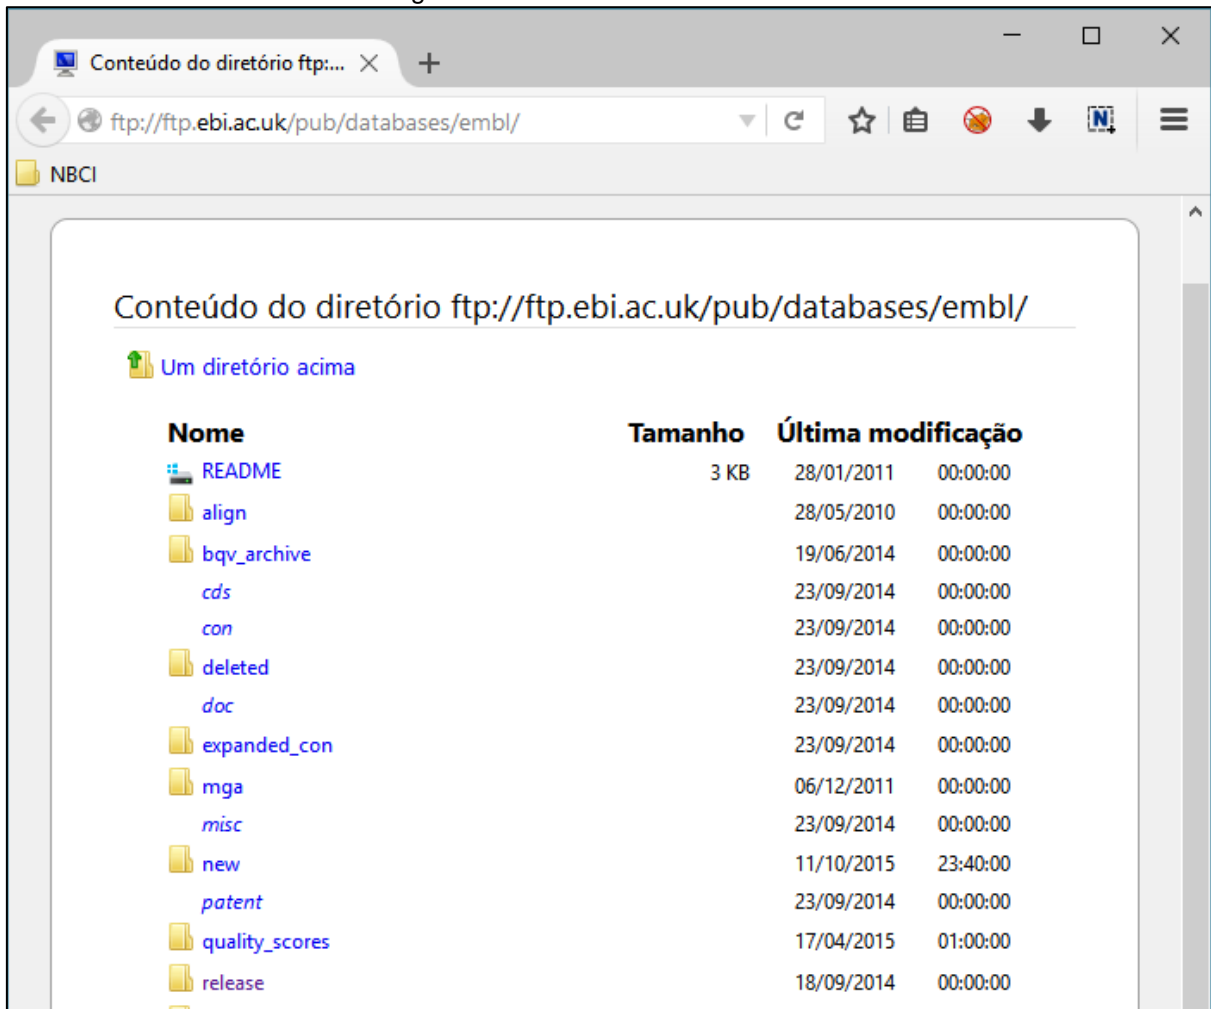 Conteúdo do diretório ftp:...
ftp://ftp.ebi.ac.uk/pub/databases/embl/
NBCI
Conteúdo do diretório ftp://ftp.ebi.ac.uk/pub/databases/embl/
Um diretório acima
Nome Tamanho Última modificação
README 3 KB 28/01/2011 00:00:00
align 28/05/2010 00:00:00
bqv_archive 19/06/2014 00:00:00
cds 23/09/2014 00:00:00
con 23/09/2014 00:00:00
deleted 23/09/2014 00:00:00
doc 23/09/2014 00:00:00
expanded_con 23/09/2014 00:00:00
mga 06/12/2011 00:00:00
misc 23/09/2014 00:00:00
new 11/10/2015 23:40:00
patent 23/09/2014 00:00:00
quality_scores 17/04/2015 01:00:00
release 18/09/2014 00:00:00